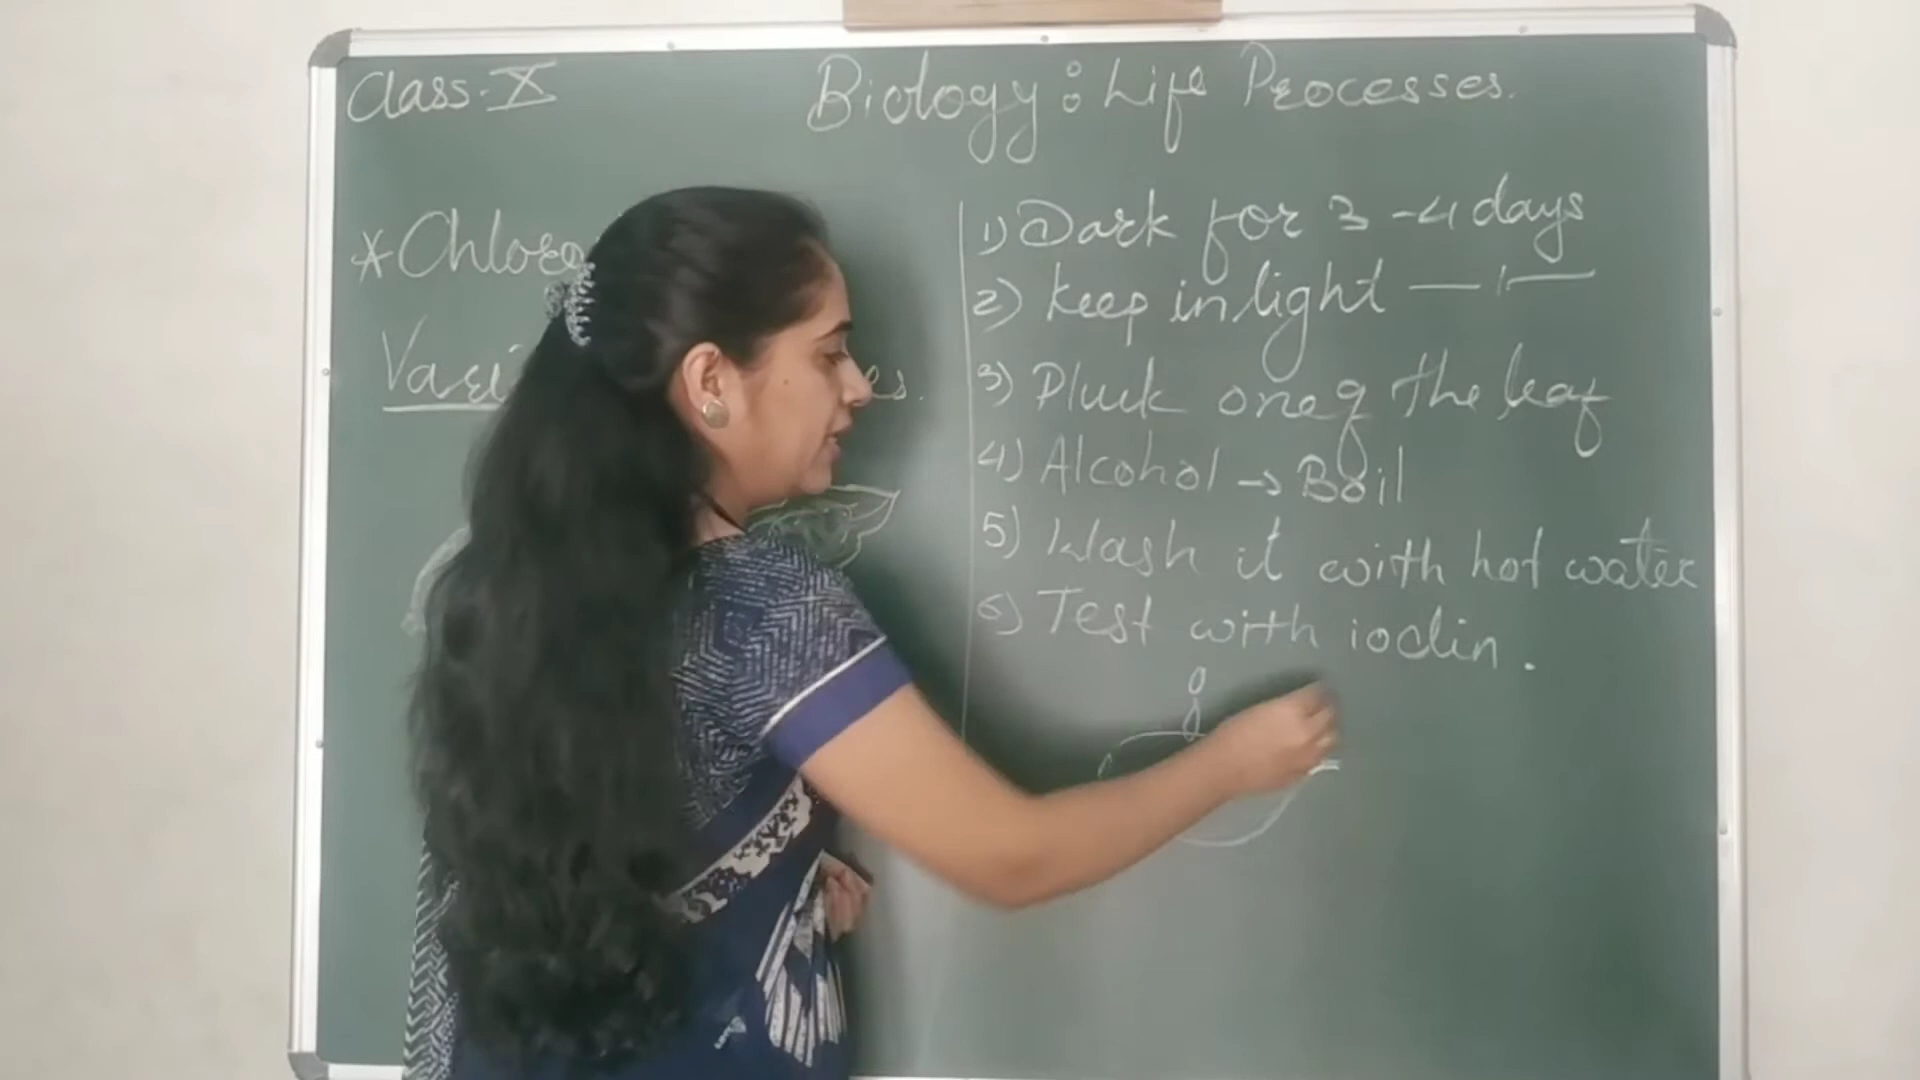 Class-X
Biology: Life Processes.
* Chloro
Vari es.
1) Dark for 3-4 days
2) Keep in light —ı—
3) Pluck one of the leaf
4) Alcohol → Boil
5) Wash it with hot water
6) Test with iodin.